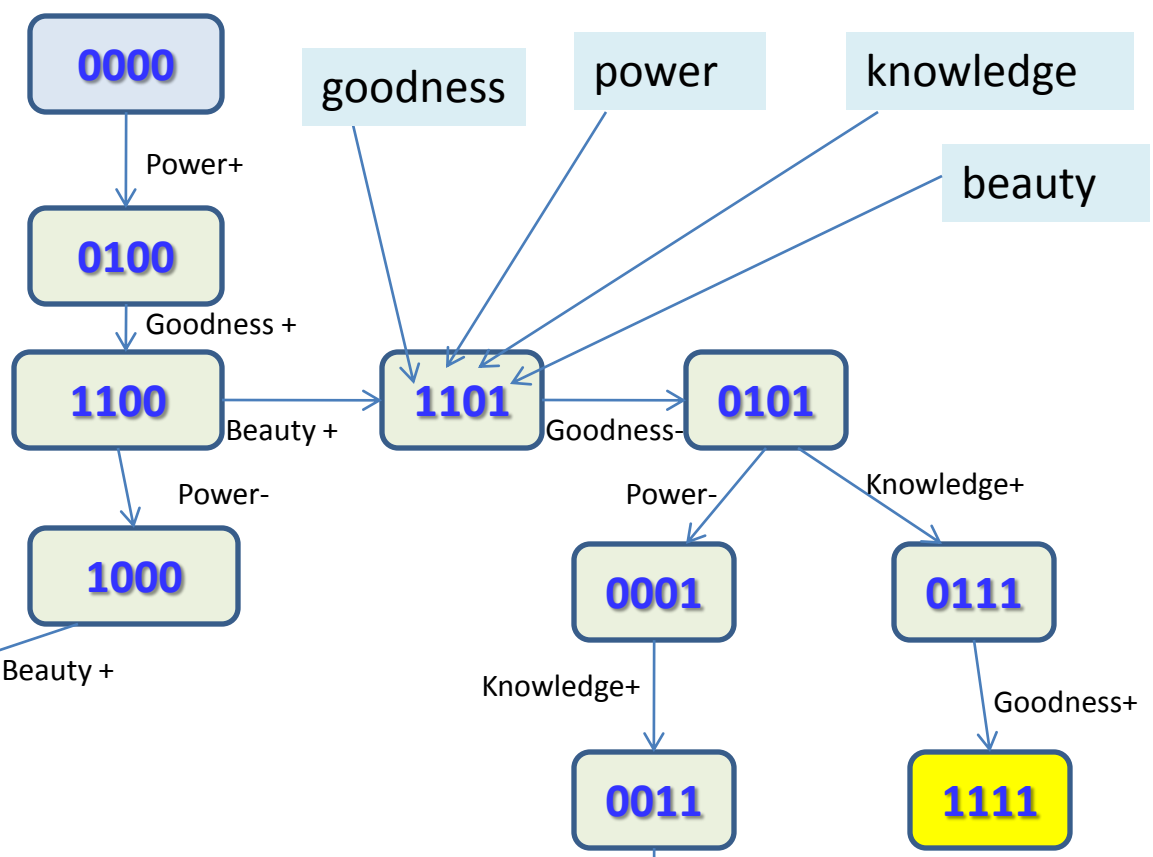 0000
goodness
power
knowledge
beauty
Power+
0100
Goodness +
1100
Beauty +
1101
Goodness-
0101
Power-
Power-
Knowledge+
1000
0001
0111
Beauty +
Knowledge+
Goodness+
0011
1111